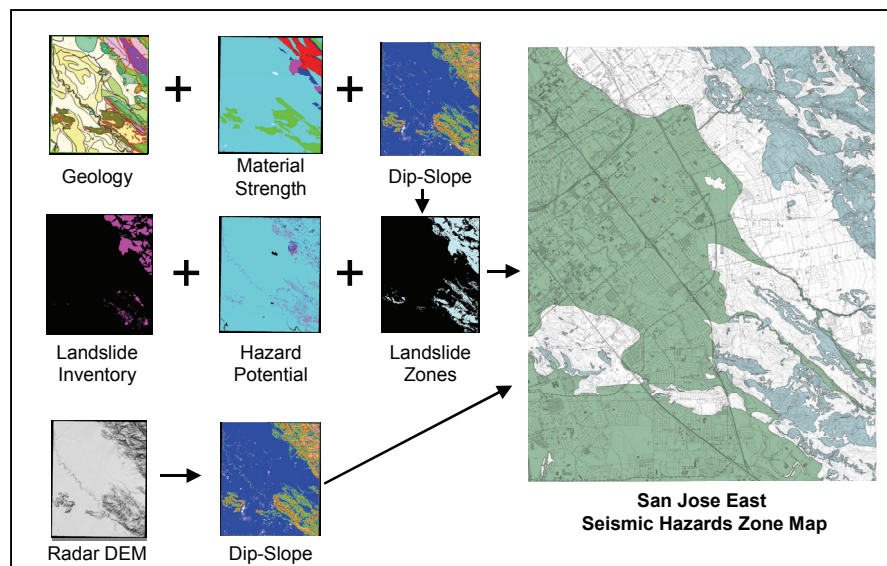 + +
Geology
Material
Strength
Dip-Slope
+ +
Landslide
Inventory
Hazard
Potential
Landslide
Zones
Radar DEM
Dip-Slope
San Jose East
Seismic Hazards Zone Map